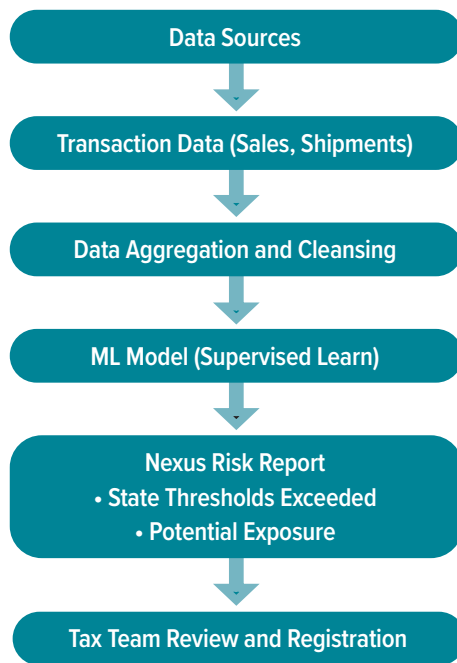 Data Sources
Transaction Data (Sales, Shipments)
Data Aggregation and Cleansing
ML Model (Supervised Learn)
Nexus Risk Report
• State Thresholds Exceeded
• Potential Exposure
Tax Team Review and Registration